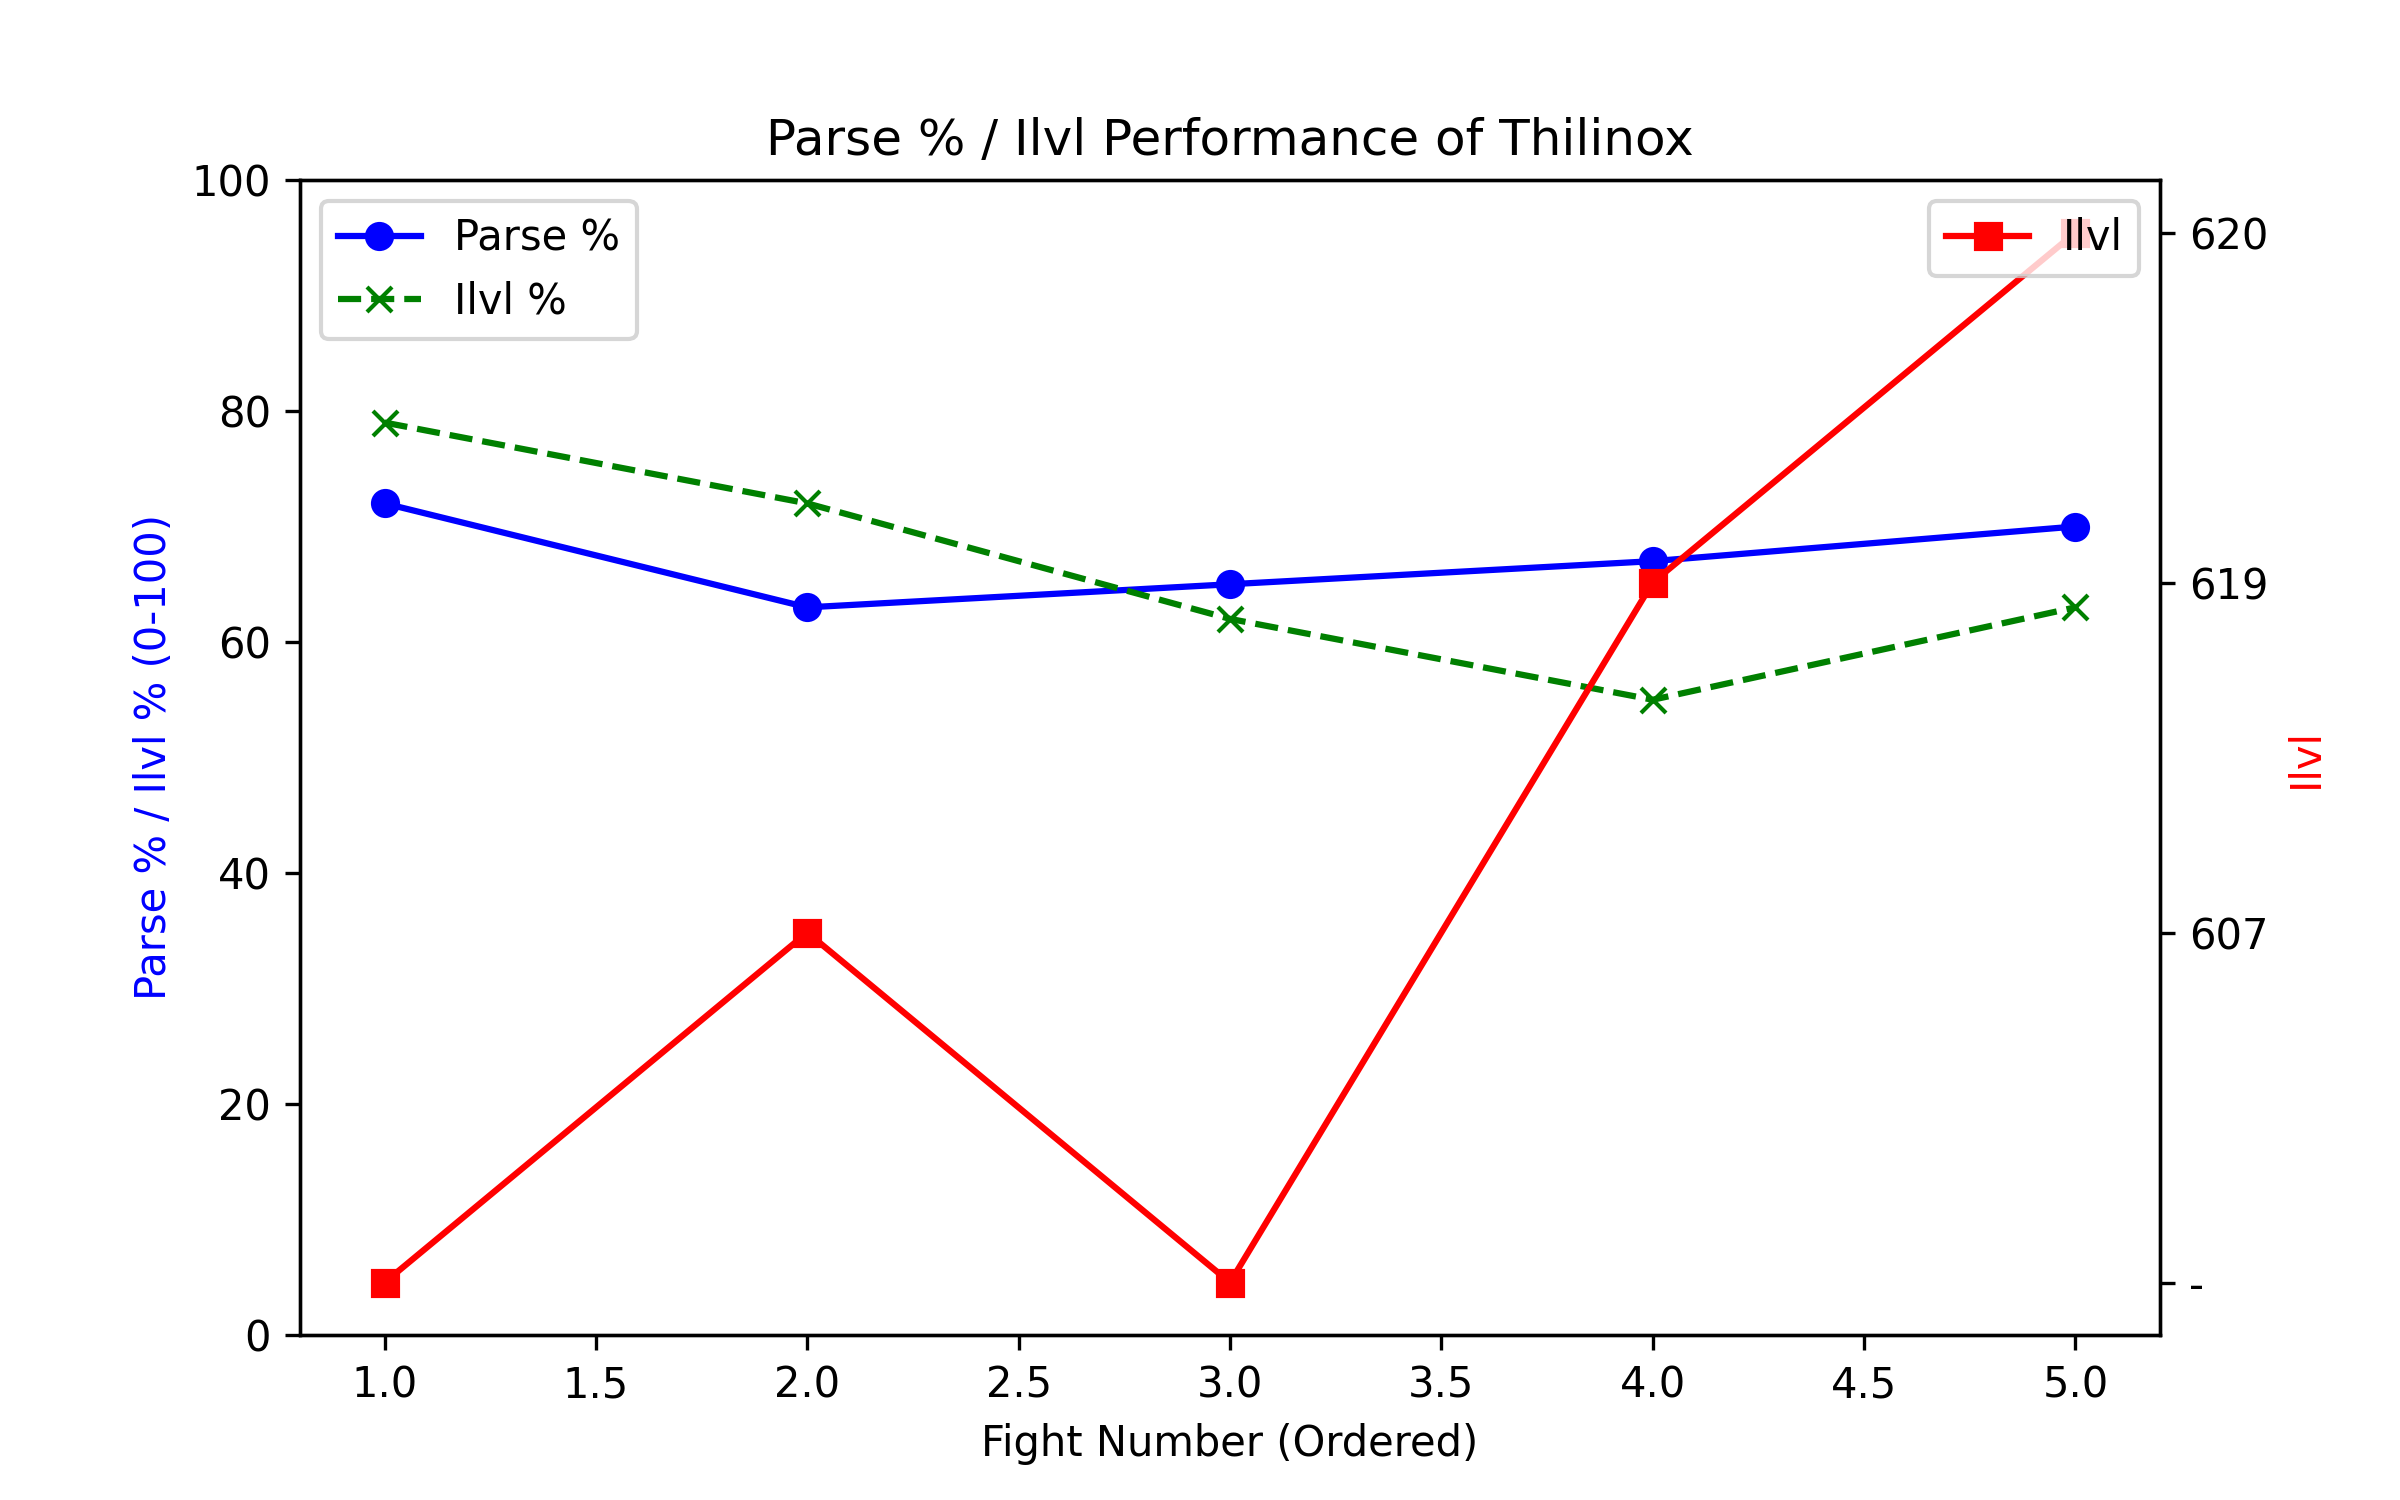 Parse % / Ilvl Performance of Thilinox
Parse %
Ilvl %
Ilvl
100
80
60
40
20
0
Parse % / Ilvl % (0-100)
620
619
607
-
Ilvl
1.0 1.5 2.0 2.5 3.0 3.5 4.0 4.5 5.0
Fight Number (Ordered)